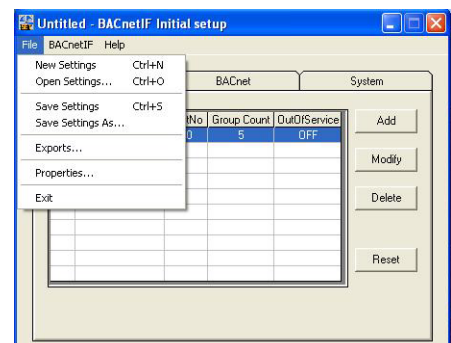 Untitled - BACnetIF Initial setup
File BACnetIF Help
New Settings Ctrl+N
Open Settings... Ctrl+O
Save Settings Ctrl+S
Save Settings As...
Exports...
Properties...
Exit
BACnet System
tNo Group Count OutOfService
0 5 OFF
Add
Modify
Delete
Reset